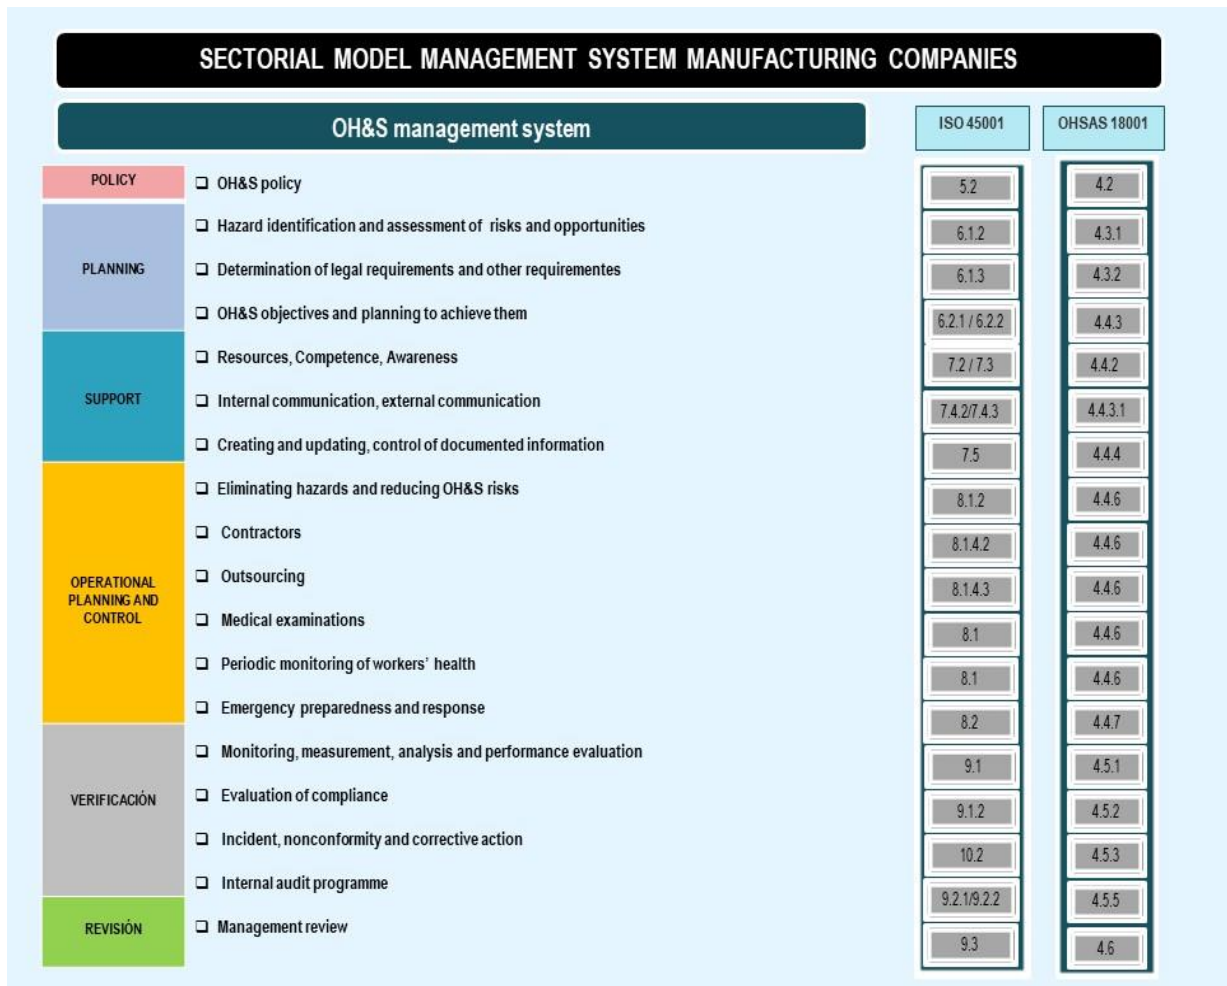 SECTORIAL MODEL MANAGEMENT SYSTEM MANUFACTURING COMPANIES
OH&S management system
ISO 45001
OHSAS 18001
POLICY
OH&S policy
5.2
4.2
PLANNING
Hazard identification and assessment of risks and opportunities
6.1.2
4.3.1
Determination of legal requirements and other requirementes
6.1.3
4.3.2
OH&S objectives and planning to achieve them
6.2.1 / 6.2.2
4.4.3
SUPPORT
Resources, Competence, Awareness
7.2 / 7.3
4.4.2
Internal communication, external communication
7.4.2/7.4.3
4.4.3.1
Creating and updating, control of documented information
7.5
4.4.4
OPERATIONAL
PLANNING AND
CONTROL
Eliminating hazards and reducing OH&S risks
8.1.2
4.4.6
Contractors
8.1.4.2
4.4.6
Outsourcing
8.1.4.3
4.4.6
Medical examinations
8.1
4.4.6
Periodic monitoring of workers' health
8.1
4.4.6
Emergency preparedness and response
8.2
4.4.7
VERIFICACIÓN
Monitoring, measurement, analysis and performance evaluation
9.1
4.5.1
Evaluation of compliance
9.1.2
4.5.2
Incident, nonconformity and corrective action
10.2
4.5.3
Internal audit programme
9.2.1/9.2.2
4.5.5
REVISIÓN
Management review
9.3
4.6